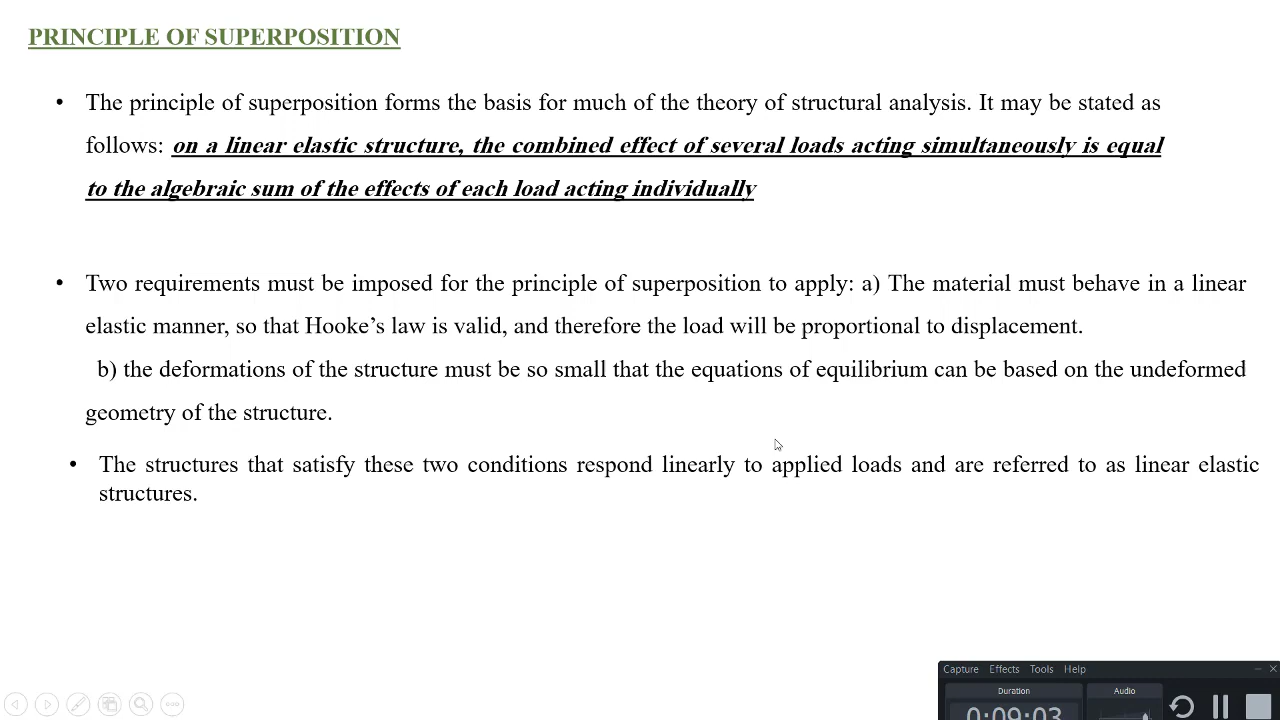 PRINCIPLE OF SUPERPOSITION
• The principle of superposition forms the basis for much of the theory of structural analysis. It may be stated as
follows: on a linear elastic structure, the combined effect of several loads acting simultaneously is equal
to the algebraic sum of the effects of each load acting individually
• Two requirements must be imposed for the principle of superposition to apply: a) The material must behave in a linear
elastic manner, so that Hooke’s law is valid, and therefore the load will be proportional to displacement.
b) the deformations of the structure must be so small that the equations of equilibrium can be based on the undeformed
geometry of the structure.
• The structures that satisfy these two conditions respond linearly to applied loads and are referred to as linear elastic
structures.
Capture Effects Tools Help
Duration Audio
0:09:03